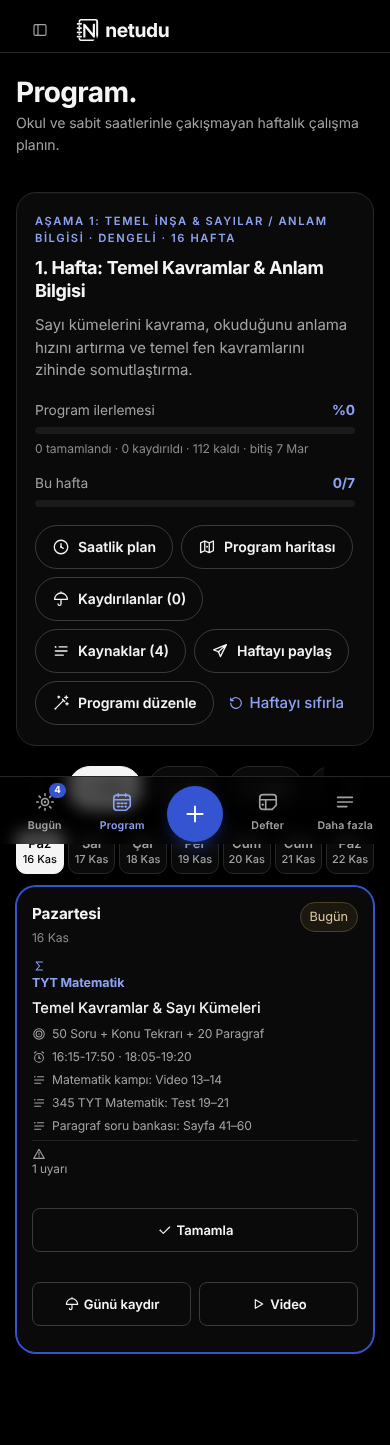 netudu
Program.
Okul ve sabit saatlerinle çakışmayan haftalık çalışma
planın.
AŞAMA 1: TEMEL İNŞA & SAYILAR / ANLAM
BİLGİSİ · DENGELİ · 16 HAFTA
1. Hafta: Temel Kavramlar & Anlam
Bilgisi
Sayı kümelerini kavrama, okuduğunu anlama
hızını artırma ve temel fen kavramlarını
zihinde somutlaştırma.
Program ilerlemesi %0
0 tamamlandı · 0 kaydırıldı · 112 kaldı · bitiş 7 Mar
Bu hafta 0/7
Saatlik plan Program haritası
Kaydırılanlar (0)
Kaynaklar (4) Haftayı paylaş
Programı düzenle Haftayı sıfırla
4
Bugün Program Defter Daha fazla
Paz Sal Çar Per Cum Cum Paz
16 Kas 17 Kas 18 Kas 19 Kas 20 Kas 21 Kas 22 Kas
Pazartesi Bugün
16 Kas
TYT Matematik
Temel Kavramlar & Sayı Kümeleri
50 Soru + Konu Tekrarı + 20 Paragraf
16:15-17:50 · 18:05-19:20
Matematik kampı: Video 13–14
345 TYT Matematik: Test 19–21
Paragraf soru bankası: Sayfa 41–60
1 uyarı
Tamamla
Günü kaydır Video